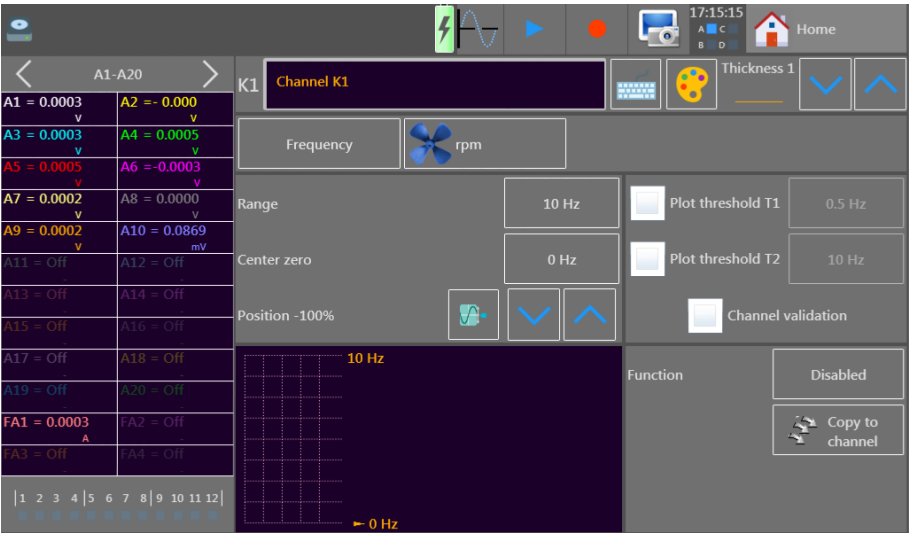 17:15:15
A C
B D
Home
A1-A20
K1 Channel K1
Thickness 1
A1 = 0.0003 V
A2 =- 0.000 V
A3 = 0.0003 V
A4 = 0.0005 V
A5 = 0.0005 V
A6 =-0.0003 V
A7 = 0.0002 V
A8 = 0.0000 V
A9 = 0.0002 V
A10 = 0.0869 mV
A11 = Off
A12 = Off
A13 = Off
A14 = Off
A15 = Off
A16 = Off
A17 = Off
A18 = Off
A19 = Off
A20 = Off
FA1 = 0.0003 A
FA2 = Off
FA3 = Off
FA4 = Off
1 2 3 4 5 6 7 8 9 10 11 12
Frequency
rpm
Range
10 Hz
Center zero
0 Hz
Position -100%
Plot threshold T1
0.5 Hz
Plot threshold T2
10 Hz
Channel validation
10 Hz
0 Hz
Function
Disabled
Copy to
channel